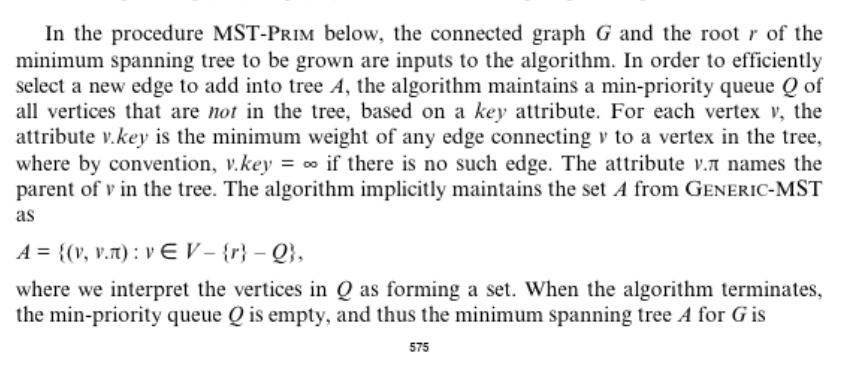 In the procedure MST-PRIM below, the connected graph G and the root r of the
minimum spanning tree to be grown are inputs to the algorithm. In order to efficiently
select a new edge to add into tree A, the algorithm maintains a min-priority queue Q of
all vertices that are not in the tree, based on a key attribute. For each vertex v, the
attribute v.key is the minimum weight of any edge connecting v to a vertex in the tree,
where by convention, v.key = ∞ if there is no such edge. The attribute v.π names the
parent of v in the tree. The algorithm implicitly maintains the set A from GENERIC-MST
as
A = {(v, v.π) : v ∈ V – {r} – Q},
where we interpret the vertices in Q as forming a set. When the algorithm terminates,
the min-priority queue Q is empty, and thus the minimum spanning tree A for G is
575